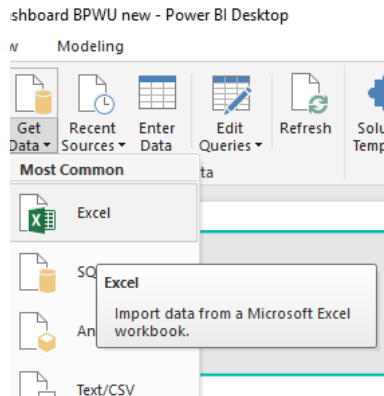 shboard BPWU new - Power BI Desktop
w Modeling
Get Data Recent Sources Enter Data Edit Queries Refresh Solu Temp
ta
Most Common
Excel
SQ
Excel
Import data from a Microsoft Excel
workbook.
An
Text/CSV